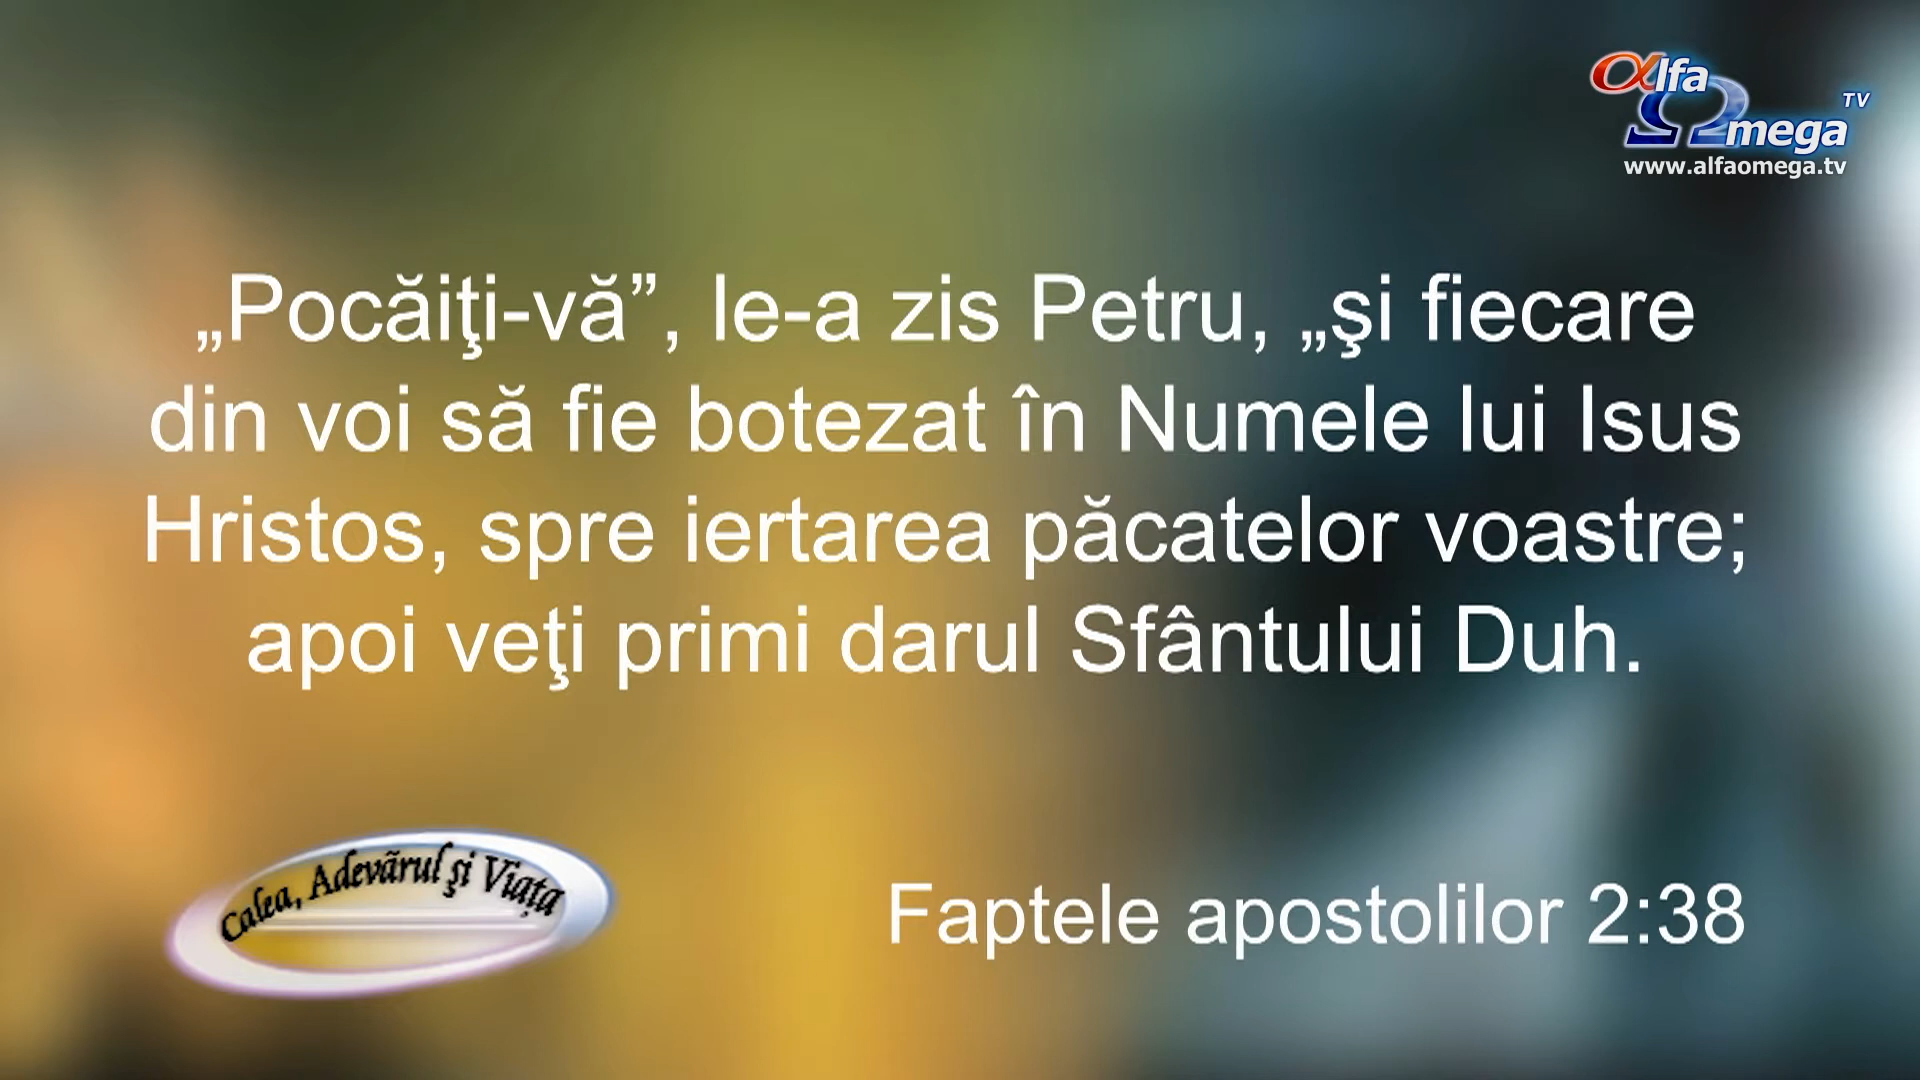 αlfa
Ωmega TV
www.alfaomega.tv
„Pocăiţi-vă”, le-a zis Petru, „şi fiecare
din voi să fie botezat în Numele lui Isus
Hristos, spre iertarea păcatelor voastre;
apoi veţi primi darul Sfântului Duh.
Calea, Adevărul şi Viaţa
Faptele apostolilor 2:38